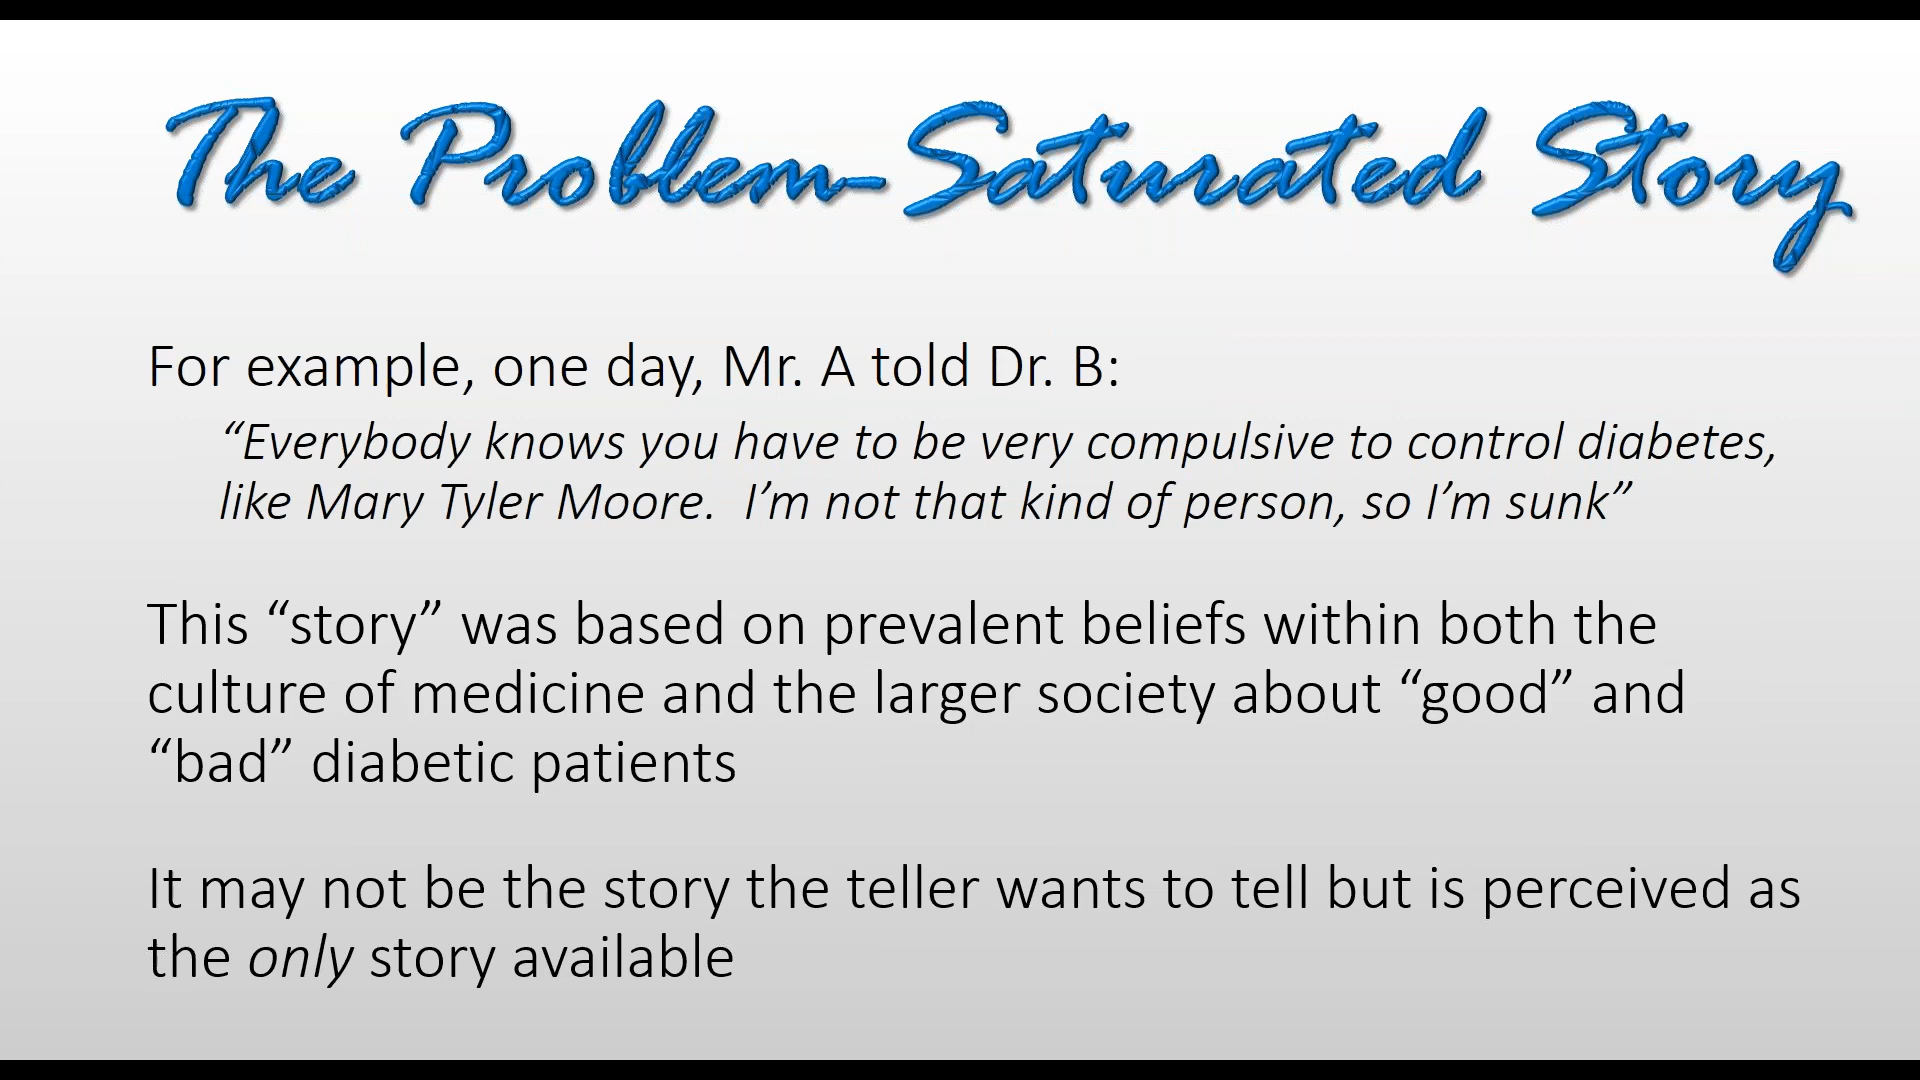 The Problem-Saturated Story
For example, one day, Mr. A told Dr. B:
“Everybody knows you have to be very compulsive to control diabetes,
like Mary Tyler Moore.  I’m not that kind of person, so I’m sunk”
This “story” was based on prevalent beliefs within both the
culture of medicine and the larger society about “good” and
“bad” diabetic patients
It may not be the story the teller wants to tell but is perceived as
the only story available